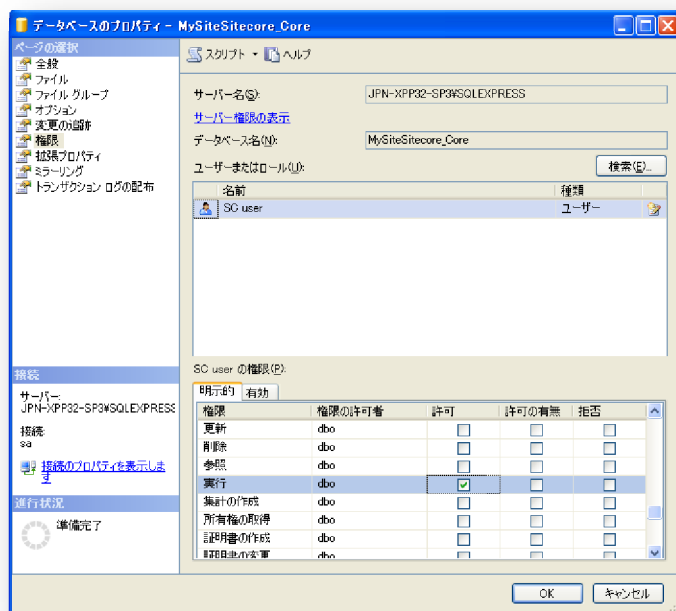 データベースのプロパティ - MySiteSitecore_Core
ページの選択
全般
ファイル
ファイル グループ
オプション
変更の追跡
権限
拡張プロパティ
ミラーリング
トランザクション ログの配布
スクリプト
ヘルプ
サーバー名(S):
JPN-XPP32-SP3¥SQLEXPRESS
サーバー権限の表示
データベース名(N):
MySiteSitecore_Core
ユーザーまたはロール(U):
検索(E)...
名前 種類
SC user ユーザー
接続
サーバー:
JPN-XPP32-SP3¥SQLEXPRESS
接続:
sa
接続のプロパティを表示しま
す
進行状況
準備完了
SC user の権限(P):
明示的 有効
権限 権限の許可者 許可 許可の有無 拒否
更新 dbo
削除 dbo
参照 dbo
実行 dbo
集計の作成 dbo
所有権の取得 dbo
証明書の作成 dbo
証明書の変更 dbo
OK キャンセル